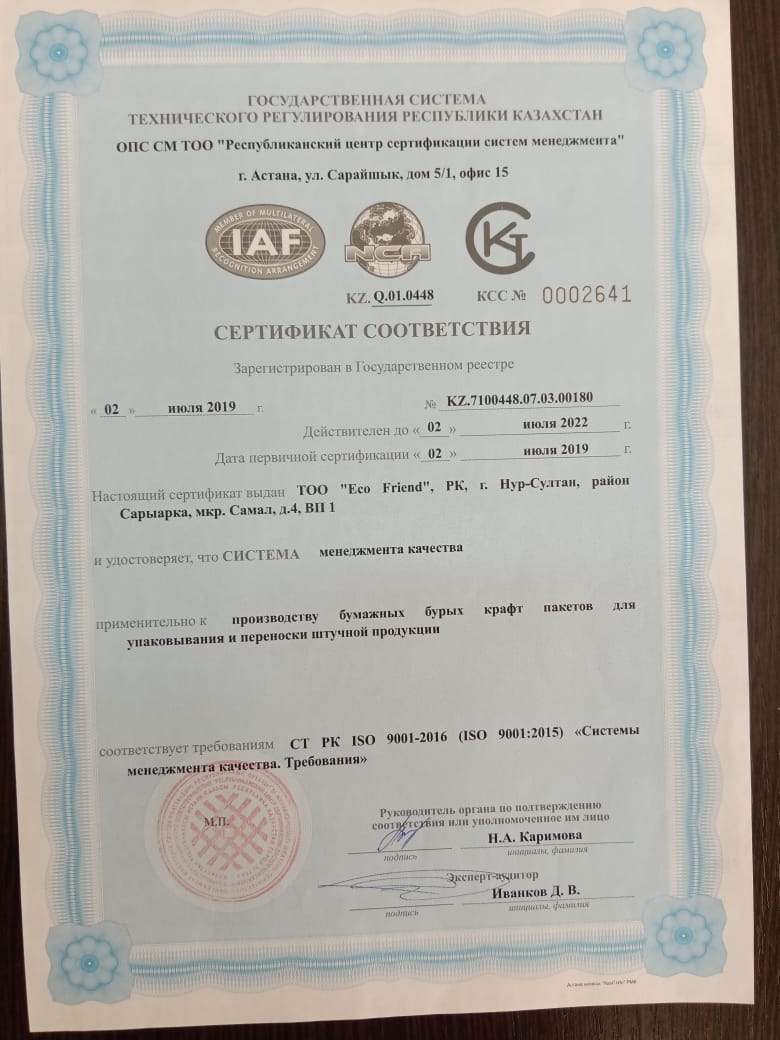 ГОСУДАРСТВЕННАЯ СИСТЕМА
ТЕХНИЧЕСКОГО РЕГУЛИРОВАНИЯ РЕСПУБЛИКИ КАЗАХСТАН
ОПС СМ ТОО "Республиканский центр сертификации систем менеджмента"
г. Астана, ул. Сарайшык, дом 5/1, офис 15
MEMBER OF MULTILATERAL
IAF
RECOGNITION ARRANGEMENT
NCA
KZ. Q.01.0448 КСС № 0002641
СЕРТИФИКАТ СООТВЕТСТВИЯ
Зарегистрирован в Государственном реестре
« 02 » июля 2019 г. № KZ.7100448.07.03.00180
Действителен до « 02 » июля 2022 г.
Дата первичной сертификации « 02 » июля 2019 г.
Настоящий сертификат выдан ТОО "Eco Friend", РК, г. Нур-Султан, район
Сарыарка, мкр. Самал, д.4, ВП 1
и удостоверяет, что СИСТЕМА менеджмента качества
применительно к производству бумажных бурых крафт пакетов для
упаковывания и переноски штучной продукции
соответствует требованиям СТ РК ISO 9001-2016 (ISO 9001:2015) «Системы
менеджмента качества. Требования»
М.П.
Руководитель органа по подтверждению
соответствия или уполномоченное им лицо
Н.А. Каримова
подпись инициалы, фамилия
Эксперт-аудитор
Иванков Д. В.
подпись инициалы, фамилия